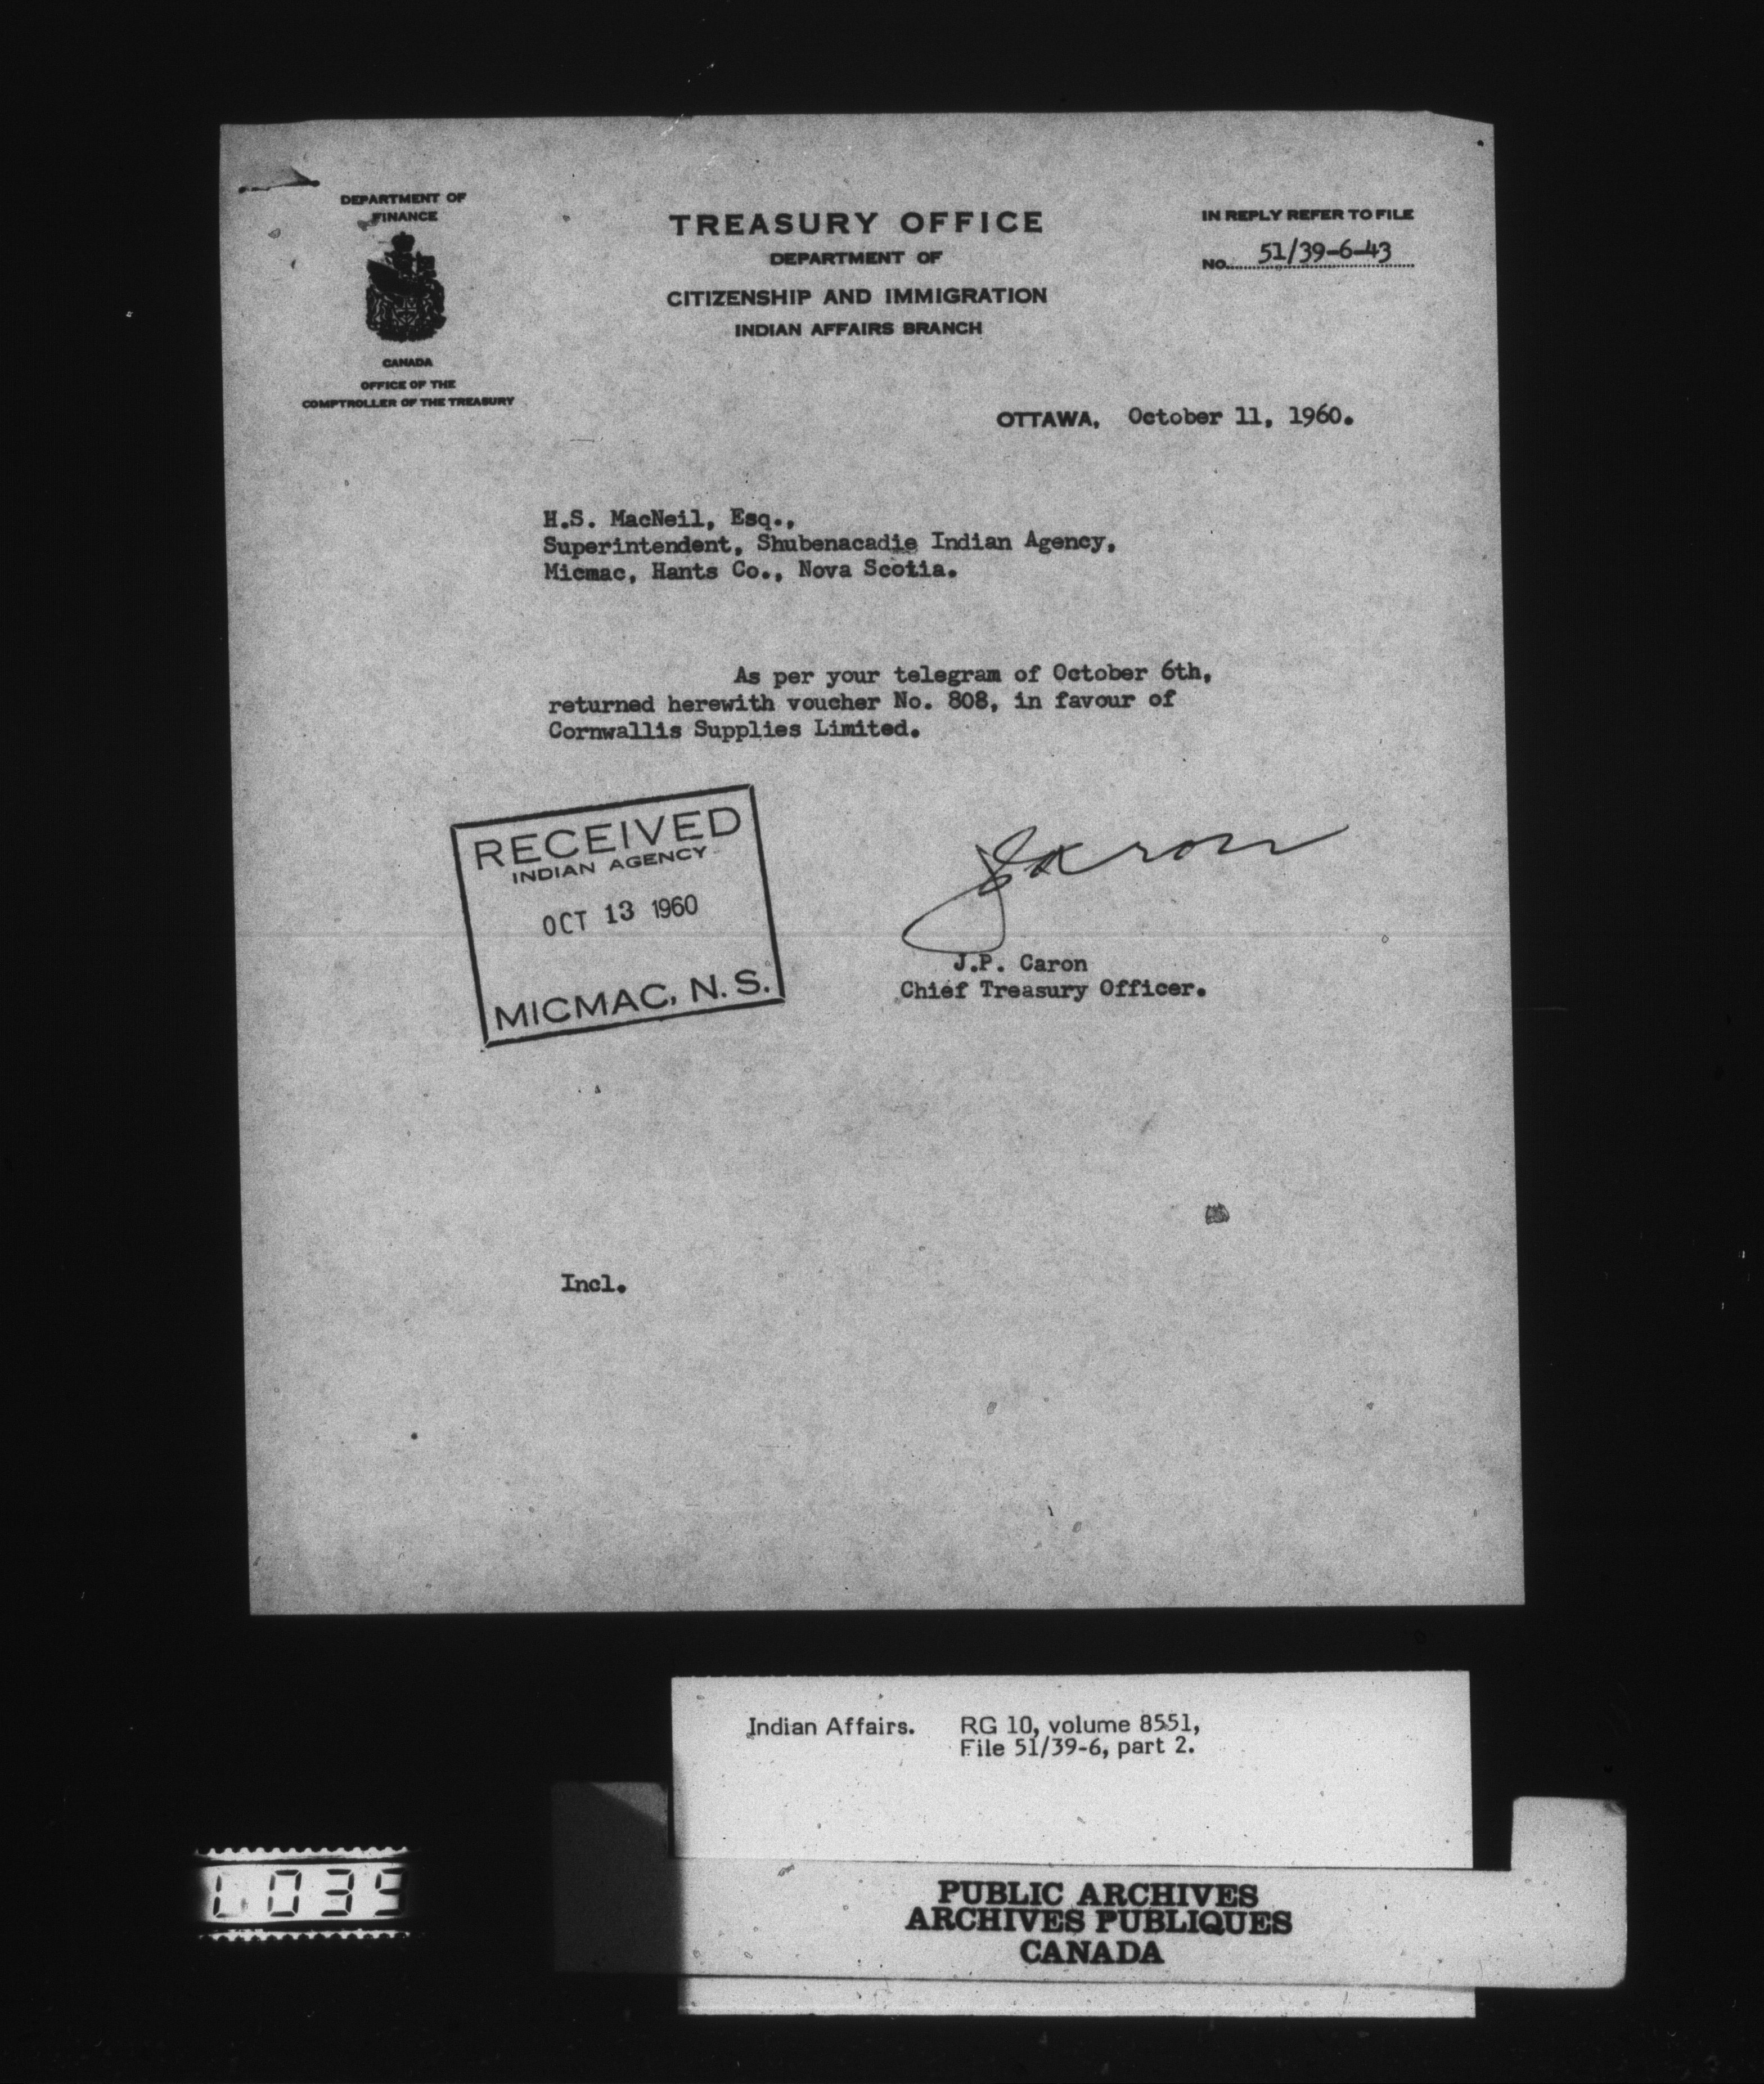 DEPARTMENT OF
FINANCE
CANADA
OFFICE OF THE
COMPTROLLER OF THE TREASURY
TREASURY OFFICE
DEPARTMENT OF
CITIZENSHIP AND IMMIGRATION
INDIAN AFFAIRS BRANCH
IN REPLY REFER TO FILE
No. 51/39-6-43
OTTAWA, October 11, 1960.
H.S. MacNeil, Esq.,
Superintendent, Shubenacadie Indian Agency,
Micmac, Hants Co., Nova Scotia.
As per your telegram of October 6th,
returned herewith voucher No. 808, in favour of
Cornwallis Supplies Limited.
RECEIVED
INDIAN AGENCY
OCT 13 1960
MICMAC, N. S.
J Caron
J.P. Caron
Chief Treasury Officer.
Incl.
Indian Affairs. RG 10, volume 8551,
File 51/39-6, part 2.
PUBLIC ARCHIVES
ARCHIVES PUBLIQUES
CANADA